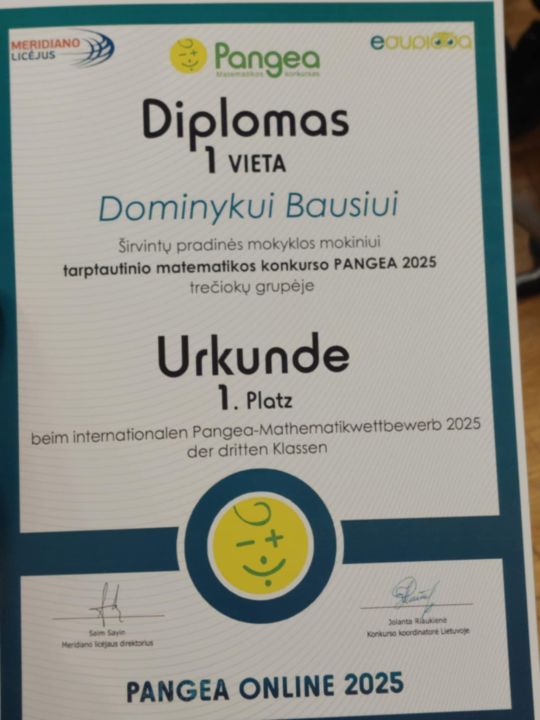 MERIDIANO
LICĖJUS
Pangea
Matematikos konkursas
eduplooa
Diplomas
1 VIETA
Dominykui Bausiui
Širvintų pradinės mokyklos mokiniui
tarptautinio matematikos konkurso PANGEA 2025
trečiokų grupėje
Urkunde
1. Platz
beim internationalen Pangea-Mathematikwettbewerb 2025
der dritten Klassen
Seim Sayin
Meridiano licėjaus direktorius
Jolanta Riaukienė
Konkurso koordinatorė Lietuvoje
PANGEA ONLINE 2025